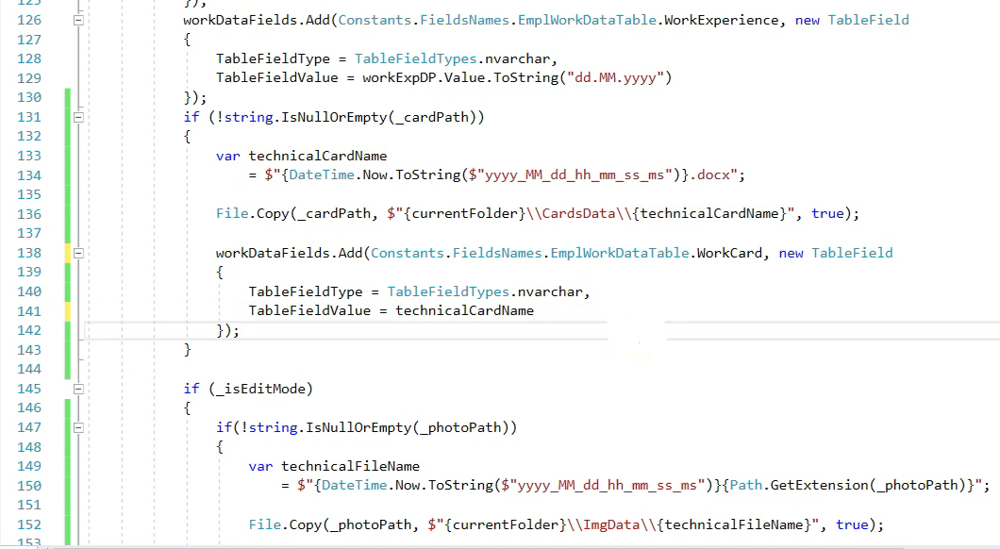 125 });
126 workDataFields.Add(Constants.FieldsNames.EmplWorkDataTable.WorkExperience, new TableField
127 {
128 TableFieldType = TableFieldTypes.nvarchar,
129 TableFieldValue = workExpDP.Value.ToString("dd.MM.yyyy")
130 });
131 if (!string.IsNullOrEmpty(_cardPath))
132 {
133 var technicalCardName
134 = $"{DateTime.Now.ToString($"yyyy_MM_dd_hh_mm_ss_ms")}.docx";
135
136 File.Copy(_cardPath, $"{currentFolder}\\CardsData\\{technicalCardName}", true);
137
138 workDataFields.Add(Constants.FieldsNames.EmplWorkDataTable.WorkCard, new TableField
139 {
140 TableFieldType = TableFieldTypes.nvarchar,
141 TableFieldValue = technicalCardName
142 });
143 }
144
145 if (_isEditMode)
146 {
147 if(!string.IsNullOrEmpty(_photoPath))
148 {
149 var technicalFileName
150 = $"{DateTime.Now.ToString($"yyyy_MM_dd_hh_mm_ss_ms")}{Path.GetExtension(_photoPath)}";
151
152 File.Copy(_photoPath, $"{currentFolder}\\ImgData\\{technicalFileName}", true);
153